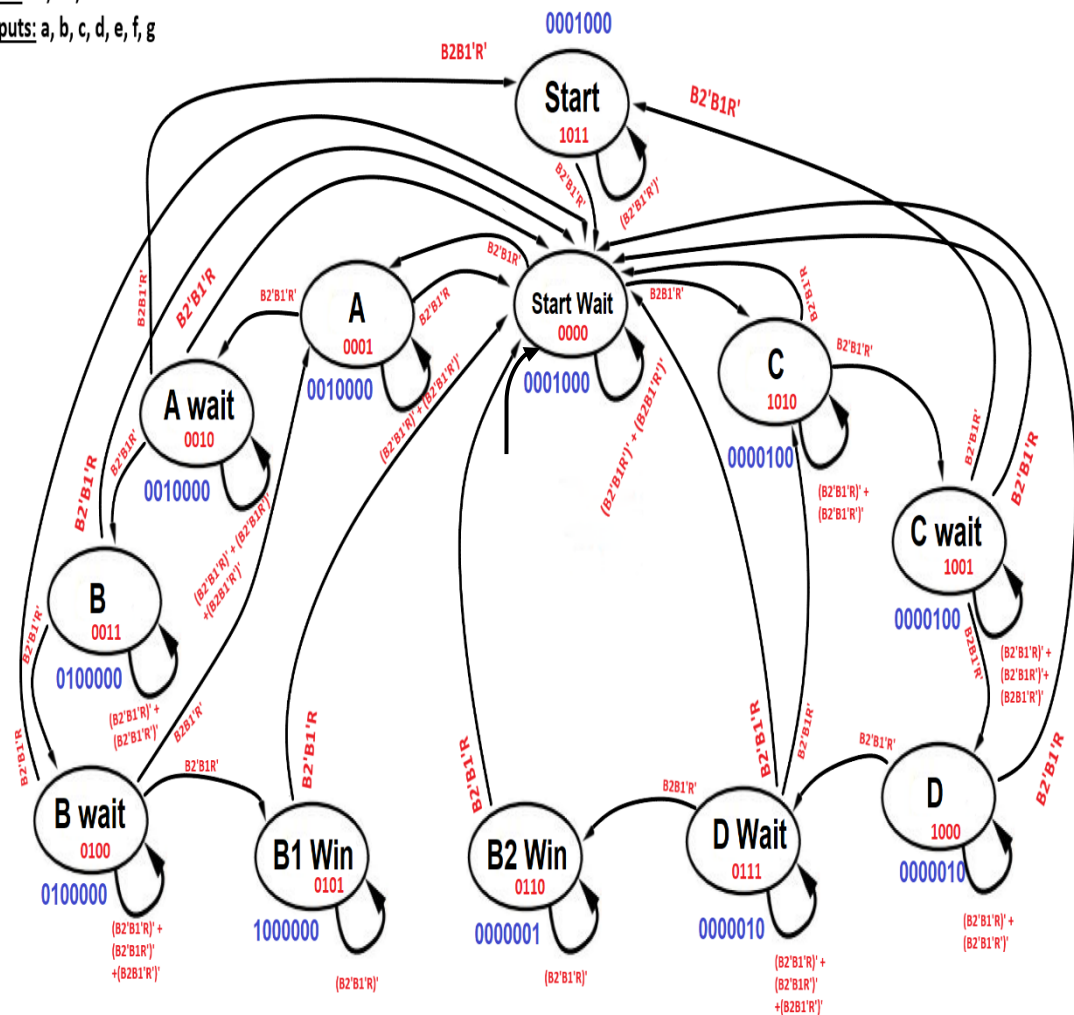 puts: a, b, c, d, e, f, g
0001000
B2B1'R'
Start
1011
B2'B1R'
B2'B1'R'
(B2'B1'R')'
B2'B1R'
B2B1'R'
B2'B1'R
B2'B1'R'
A
0001
B2'B1'R
Start Wait
0000
B2B1'R'
B2'B1'R'
C
1010
B2B1'R'
B2'B1'R
0010000
0001000
A wait
0010
(B2'B1'R)' + (B2'B1'R')'
(B2'B1R')' + (B2B1'R')'
0000100
B2'B1R'
B2'B1'R
0010000
B2'B1R'
B2'B1'R
(B2'B1'R)' +
(B2'B1'R')'
C wait
1001
(B2'B1'R)' + (B2'B1R')'
+(B2B1'R')'
B
0011
0000100
B2B1'R'
(B2'B1'R)' +
(B2'B1R')'+
(B2B1'R')'
B2'B1'R'
0100000
(B2'B1'R)' +
(B2'B1'R')'
B2B1'R'
B2'B1'R
B2'B1'R
B2'B1'R
B2'B1'R
B2'B1R'
B2'B1'R'
B2'B1'R
B2'B1R'
B2B1'R'
B wait
0100
B1 Win
0101
B2 Win
0110
D Wait
0111
D
1000
0100000
1000000
0000001
0000010
0000010
(B2'B1'R)' +
(B2'B1R')'
+(B2B1'R')'
(B2'B1'R)'
(B2'B1'R)'
(B2'B1'R)' +
(B2'B1R')'
+(B2B1'R')'
(B2'B1'R)' +
(B2'B1'R')'